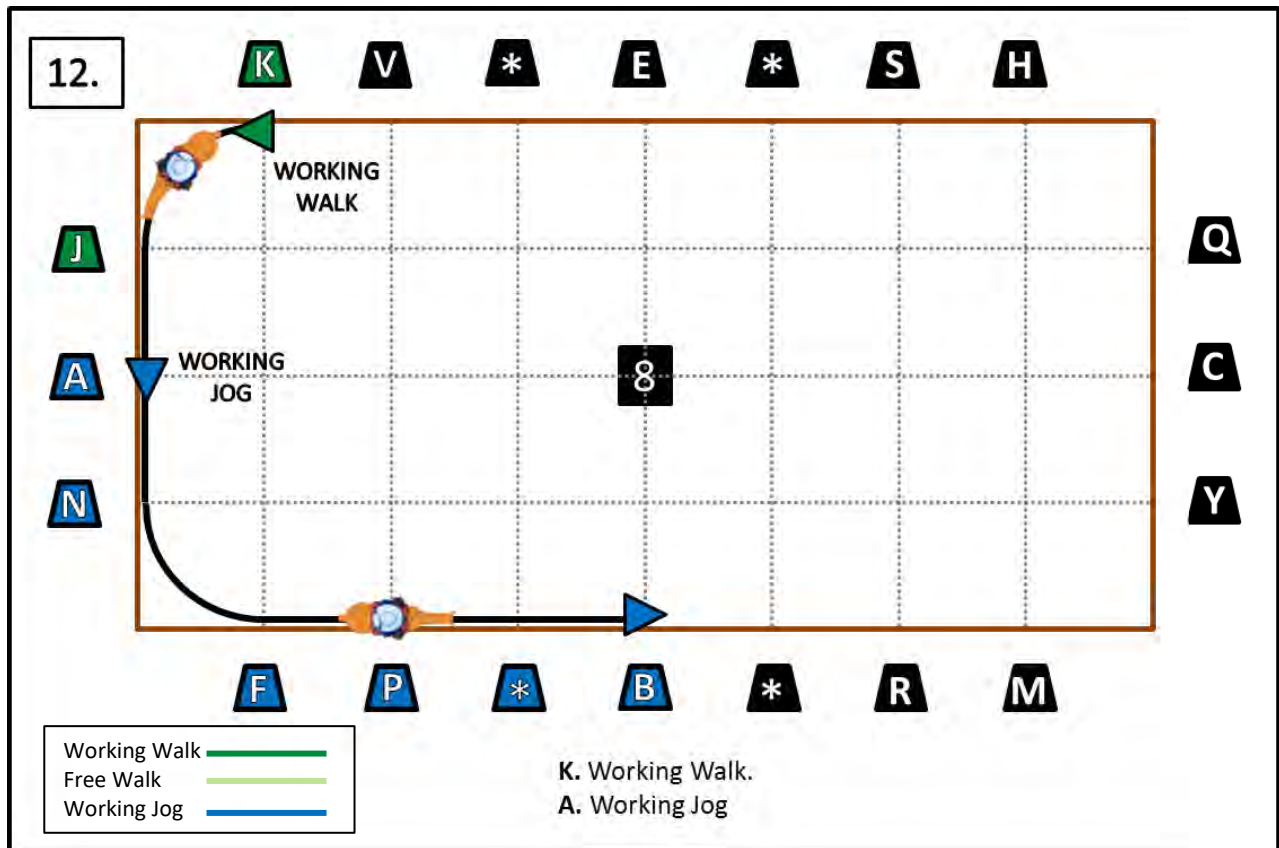 12.
K V * E * S H
WORKING
WALK
J
Q
WORKING
JOG
A
8
C
N
Y
F P * B * R M
Working Walk
Free Walk
Working Jog
K. Working Walk.
A. Working Jog